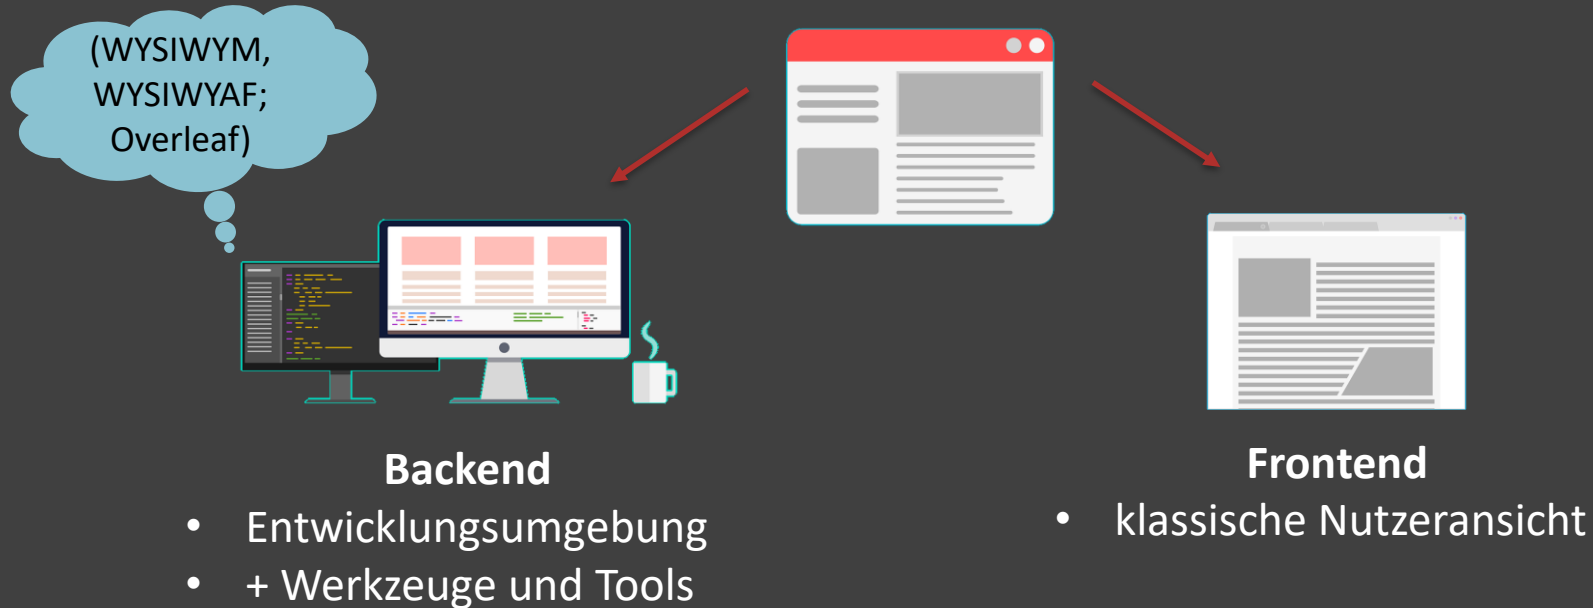 (WYSIWYM,
WYSIWYAF;
Overleaf)
Backend
• Entwicklungsumgebung
• + Werkzeuge und Tools
Frontend
• klassische Nutzeransicht